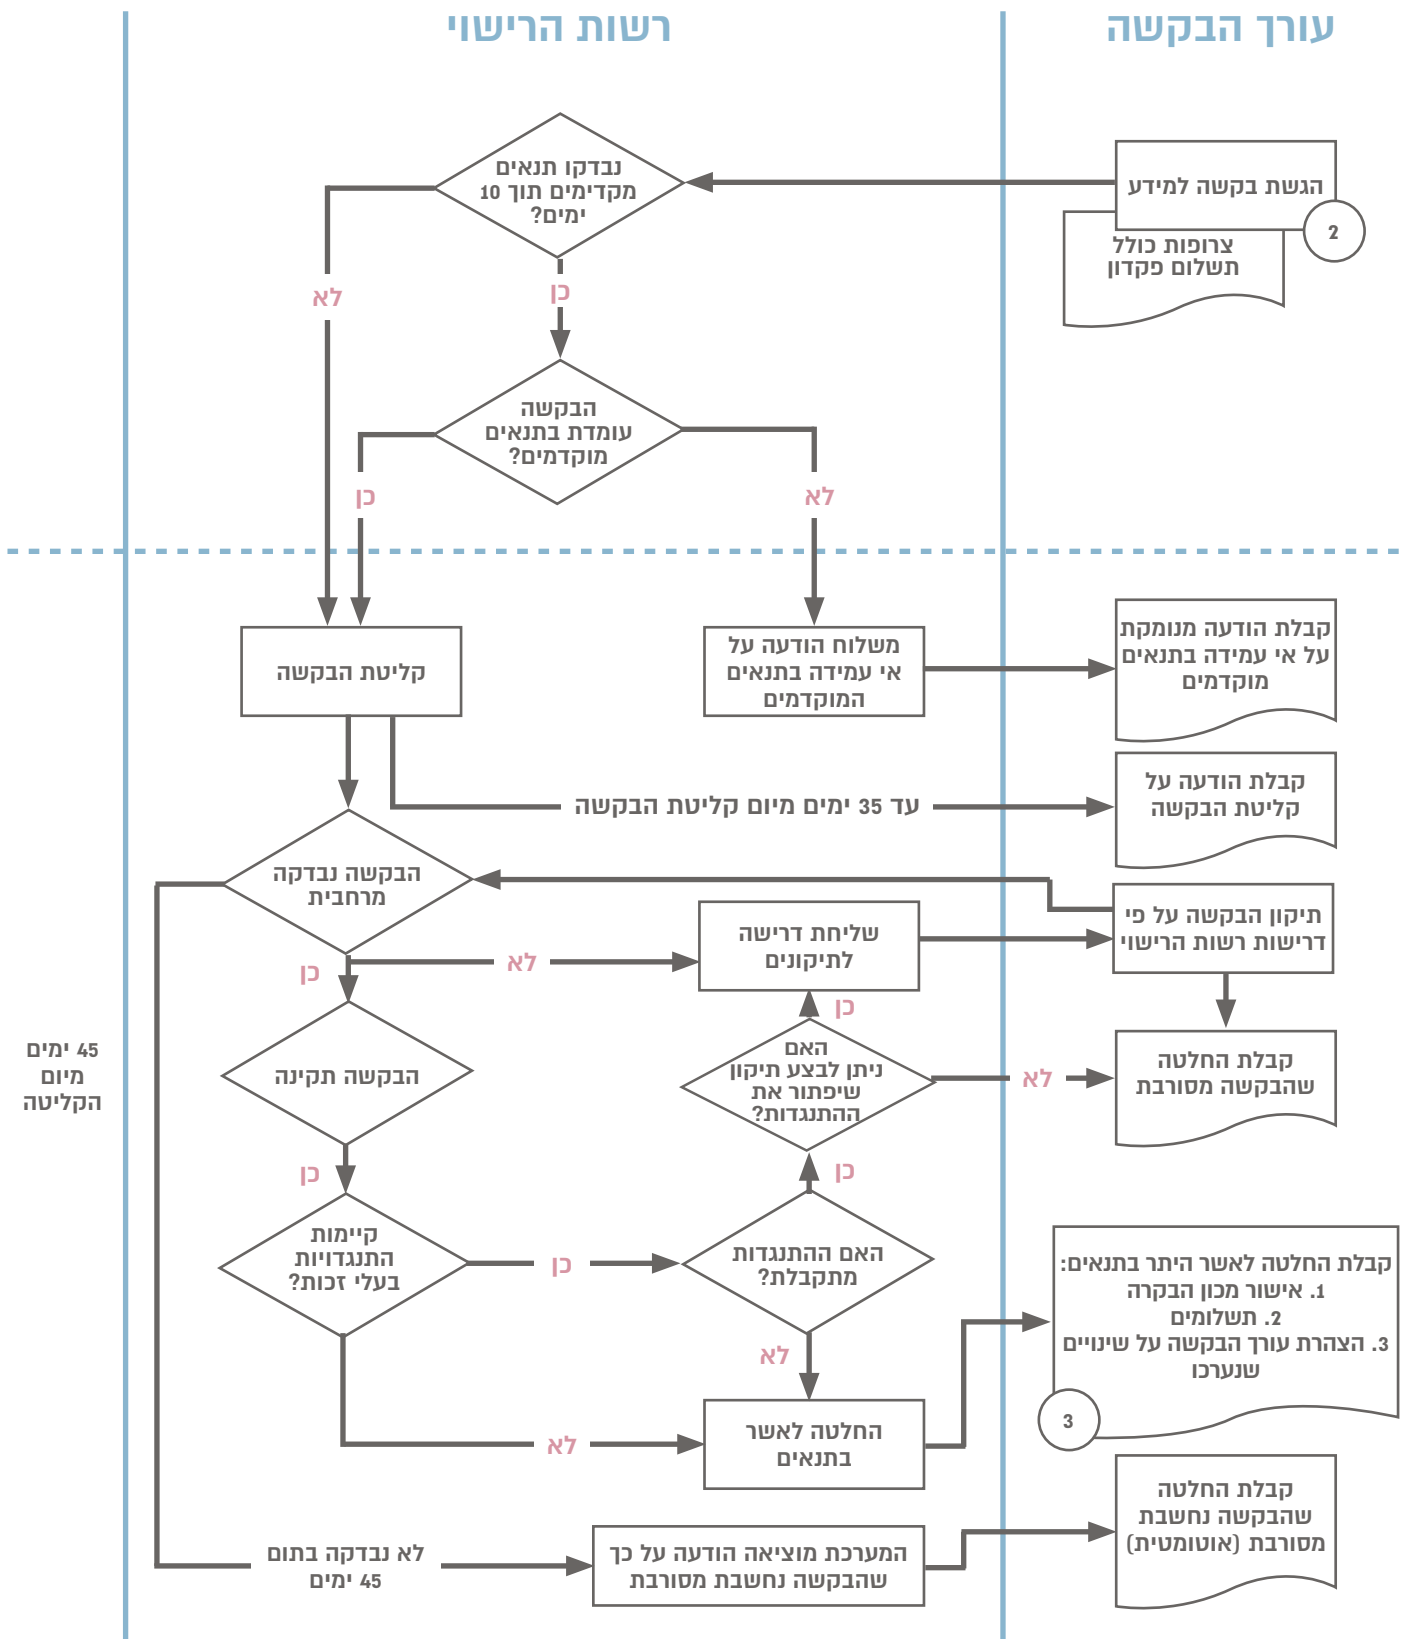 עורך הבקשה
רשות הרישוי
הגשת בקשה למידע
2
צרופות כולל
תשלום פקדון
נבדקו תנאים
מקדימים תוך 10
ימים?
לא
כן
הבקשה
עומדת בתנאים
מוקדמים?
כן
לא
קליטת הבקשה
משלוח הודעה על
אי עמידה בתנאים
המוקדמים
קבלת הודעה מנומקת
על אי עמידה בתנאים
מוקדמים
עד 35 ימים מיום קליטת הבקשה
קבלת הודעה על
קליטת הבקשה
הבקשה נבדקה
מרחבית
תיקון הבקשה על פי
דרישות רשות הרישוי
שליחת דרישה
לתיקונים
לא
כן
כן
הבקשה תקינה
האם
ניתן לבצע תיקון
שיפתור את
ההתנגדות?
לא
קבלת החלטה
שהבקשה מסורבת
45 ימים
מיום
הקליטה
כן
כן
קיימות
התנגדויות
בעלי זכות?
כן
האם ההתנגדות
מתקבלת?
לא
קבלת החלטה לאשר היתר בתנאים:
1. אישור מכון הבקרה
2. תשלומים
3. הצהרת עורך הבקשה על שינויים
שנערכו
3
לא
החלטה לאשר
בתנאים
לא נבדקה בתום
45 ימים
המערכת מוציאה הודעה על כך
שהבקשה נחשבת מסורבת
קבלת החלטה
שהבקשה נחשבת
מסורבת (אוטומטית)